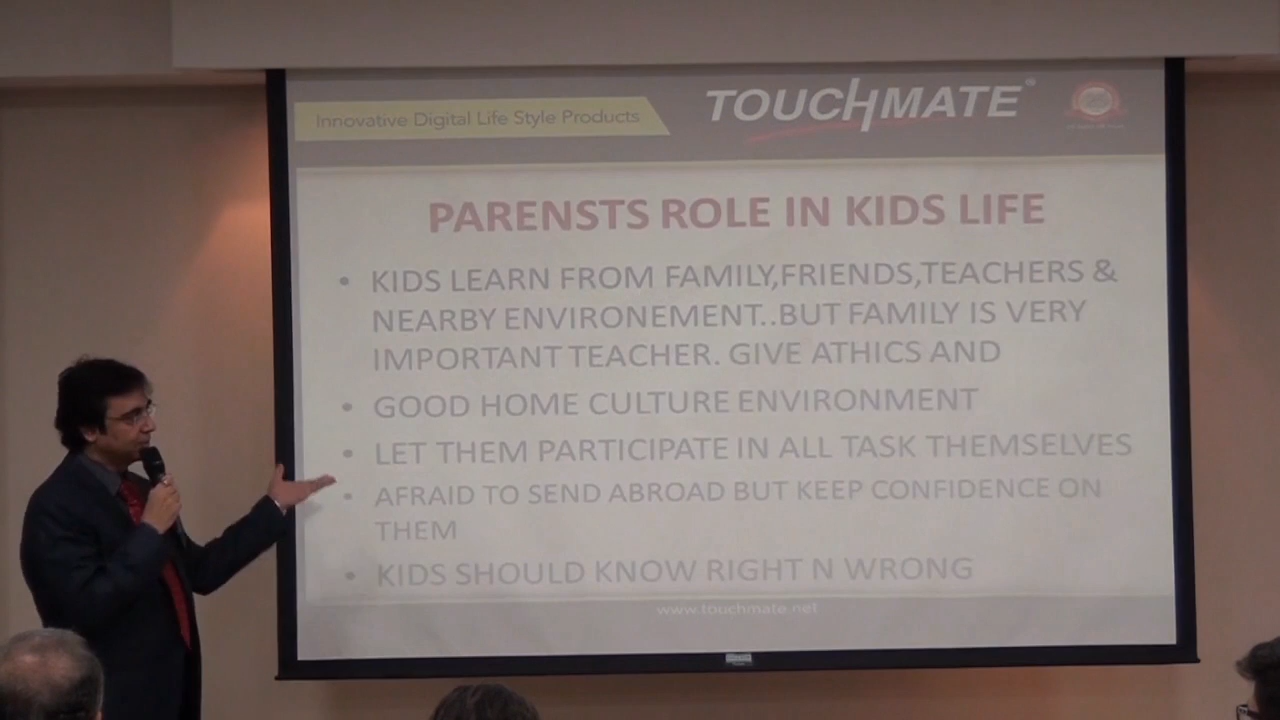 Innovative Digital Life Style Products
TOUCHMATE
PARENSTS ROLE IN KIDS LIFE
• KIDS LEARN FROM FAMILY,FRIENDS,TEACHERS &
NEARBY ENVIRONEMENT..BUT FAMILY IS VERY
IMPORTANT TEACHER. GIVE ATHICS AND
• GOOD HOME CULTURE ENVIRONMENT
• LET THEM PARTICIPATE IN ALL TASK THEMSELVES
• AFRAID TO SEND ABROAD BUT KEEP CONFIDENCE ON
THEM
• KIDS SHOULD KNOW RIGHT N WRONG
www.touchmate.net